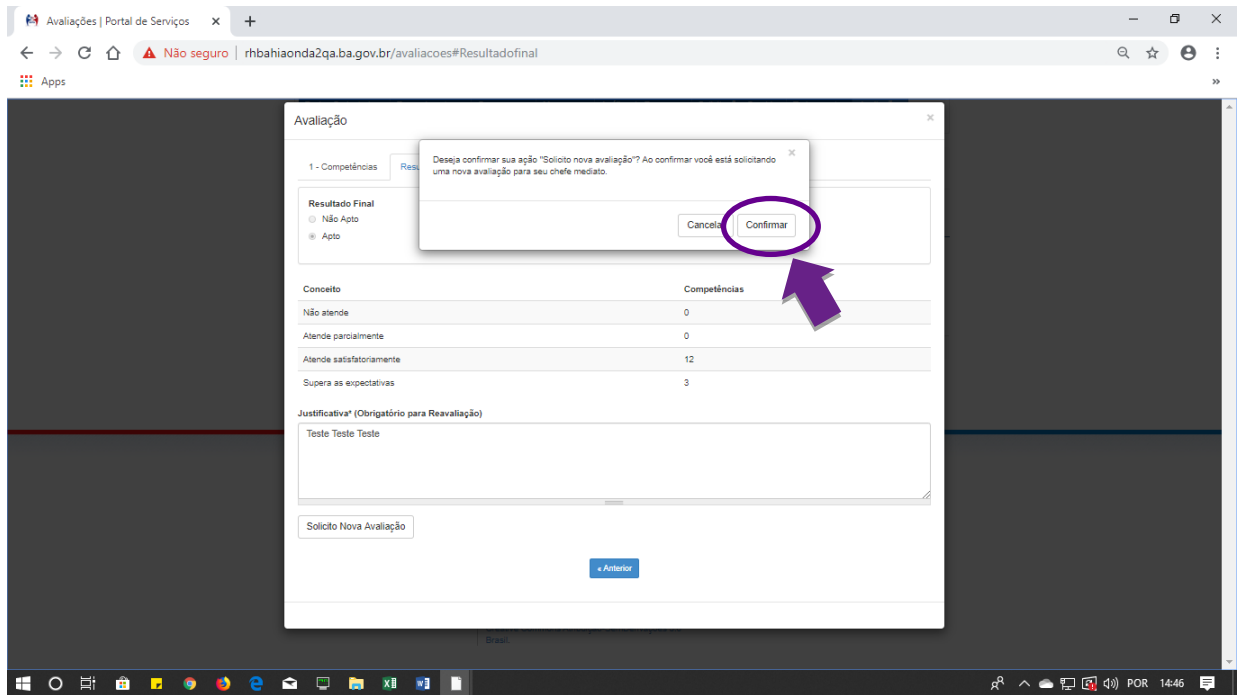 Avaliações | Portal de Serviços
Não seguro | rhbahiaonda2qa.ba.gov.br/avaliacoes#Resultadofinal
Apps
Avaliação
1 - Competências
Deseja confirmar sua ação "Solicito nova avaliação"? Ao confirmar você está solicitando
uma nova avaliação para seu chefe mediato.
Cancela
Confirmar
Resultado Final
Não Apto
Apto
Conceito Competências
Não atende 0
Atende parcialmente 0
Atende satisfatoriamente 12
Supera as expectativas 3
Justificativa* (Obrigatório para Reavaliação)
Teste Teste Teste
Solicito Nova Avaliação
« Anterior
Brasil
POR 14:46